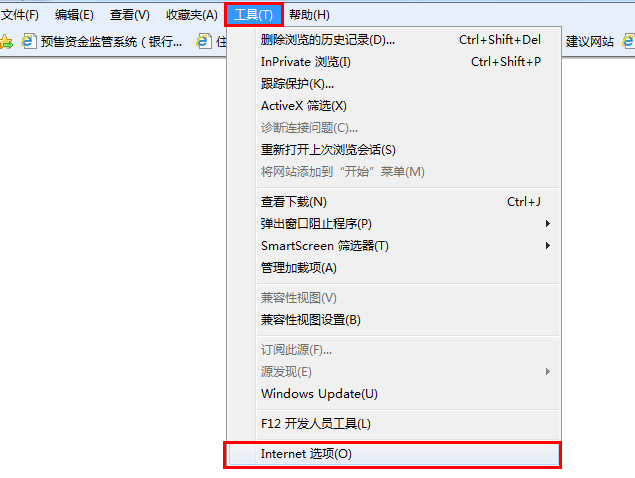 文件(F) 编辑(E) 查看(V) 收藏夹(A) 工具(T) 帮助(H)
预售资金监管系统（银行... 住 建议网站
删除浏览的历史记录(D)... Ctrl+Shift+Del
InPrivate 浏览(I) Ctrl+Shift+P
跟踪保护(K)...
ActiveX 筛选(X)
诊断连接问题(C)...
重新打开上次浏览会话(S)
将网站添加到“开始”菜单(M)
查看下载(N) Ctrl+J
弹出窗口阻止程序(P)
SmartScreen 筛选器(T)
管理加载项(A)
兼容性视图(V)
兼容性视图设置(B)
订阅此源(F)...
源发现(E)
Windows Update(U)
F12 开发人员工具(L)
Internet 选项(O)